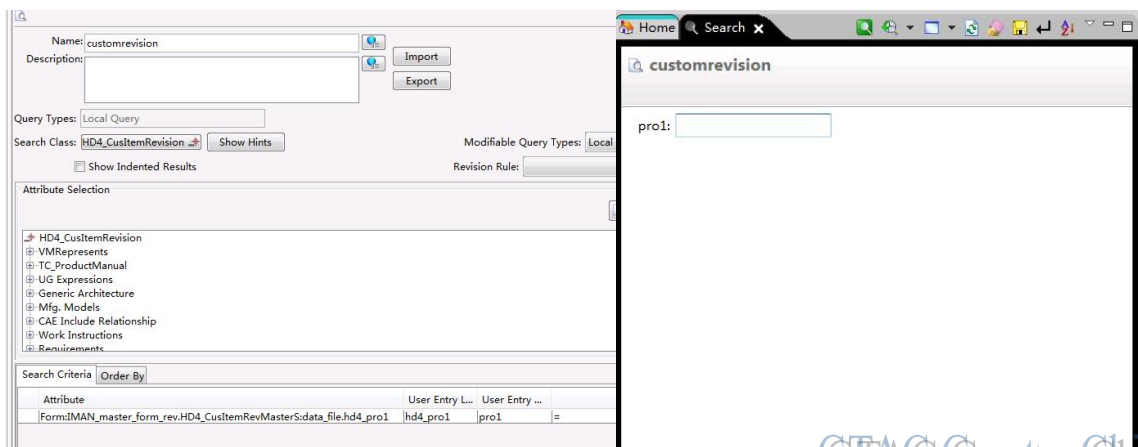 Name: customrevision
Description:
Import
Export
Query Types: Local Query
Search Class: HD4_CusItemRevision Show Hints Modifiable Query Types: Local
Show Indented Results Revision Rule:
Attribute Selection
HD4_CusItemRevision
VMRepresents
TC_ProductManual
UG Expressions
Generic Architecture
Mfg. Models
CAE Include Relationship
Work Instructions
Requirements
Search Criteria Order By
Attribute User Entry L... User Entry ...
Form:IMAN_master_form_rev.HD4_CusItemRevMasterS:data_file.hd4_pro1 hd4_pro1 pro1 =
Home Search
customrevision
pro1: